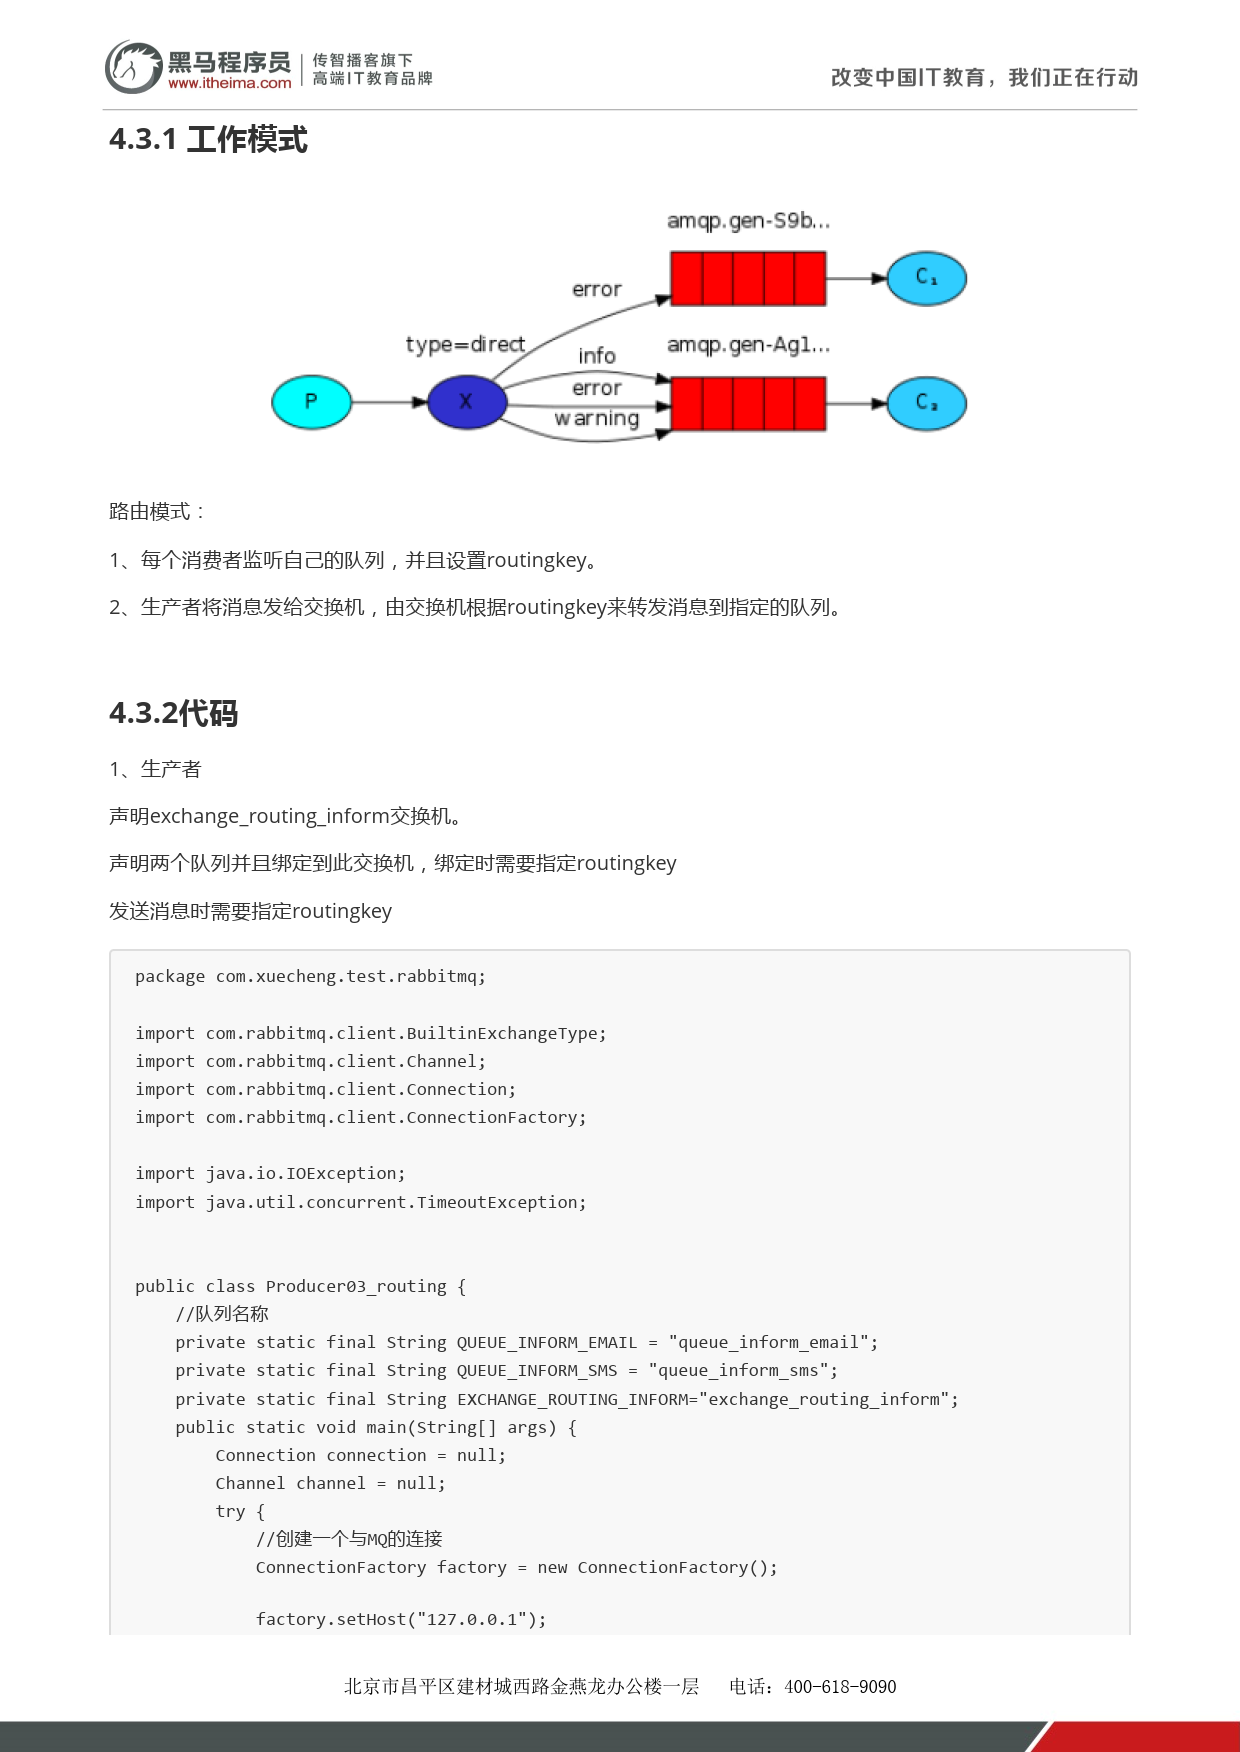 黑马程序员
www.itheima.com
传智播客旗下
高端IT教育品牌
改变中国IT教育，我们正在行动
4.3.1 工作模式
amqp.gen-S9b...
C₁
error
type=direct
amqp.gen-Ag1...
info
error
P
X
C₂
warning
路由模式：
1、每个消费者监听自己的队列，并且设置routingkey。
2、生产者将消息发给交换机，由交换机根据routingkey来转发消息到指定的队列。
4.3.2代码
1、生产者
声明exchange_routing_inform交换机。
声明两个队列并且绑定到此交换机，绑定时需要指定routingkey
发送消息时需要指定routingkey
package com.xuecheng.test.rabbitmq;
import com.rabbitmq.client.BuiltinExchangeType;
import com.rabbitmq.client.Channel;
import com.rabbitmq.client.Connection;
import com.rabbitmq.client.ConnectionFactory;
import java.io.IOException;
import java.util.concurrent.TimeoutException;
public class Producer03_routing {
//队列名称
private static final String QUEUE_INFORM_EMAIL = "queue_inform_email";
private static final String QUEUE_INFORM_SMS = "queue_inform_sms";
private static final String EXCHANGE_ROUTING_INFORM="exchange_routing_inform";
public static void main(String[] args) {
Connection connection = null;
Channel channel = null;
try {
//创建一个与MQ的连接
ConnectionFactory factory = new ConnectionFactory();
factory.setHost("127.0.0.1");
北京市昌平区建材城西路金燕龙办公楼一层 电话：400-618-9090